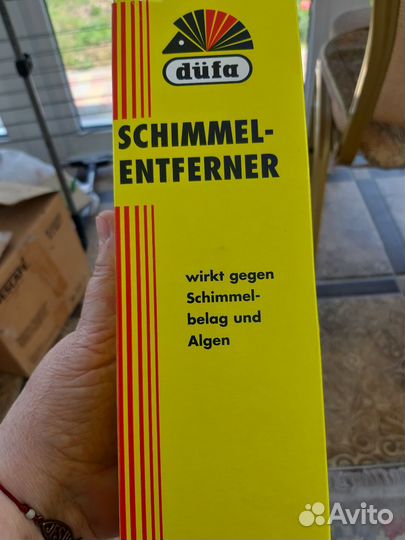 düfa
SCHIMMEL-
ENTFERNER
wirkt gegen
Schimmel-
belag und
Algen
Avito